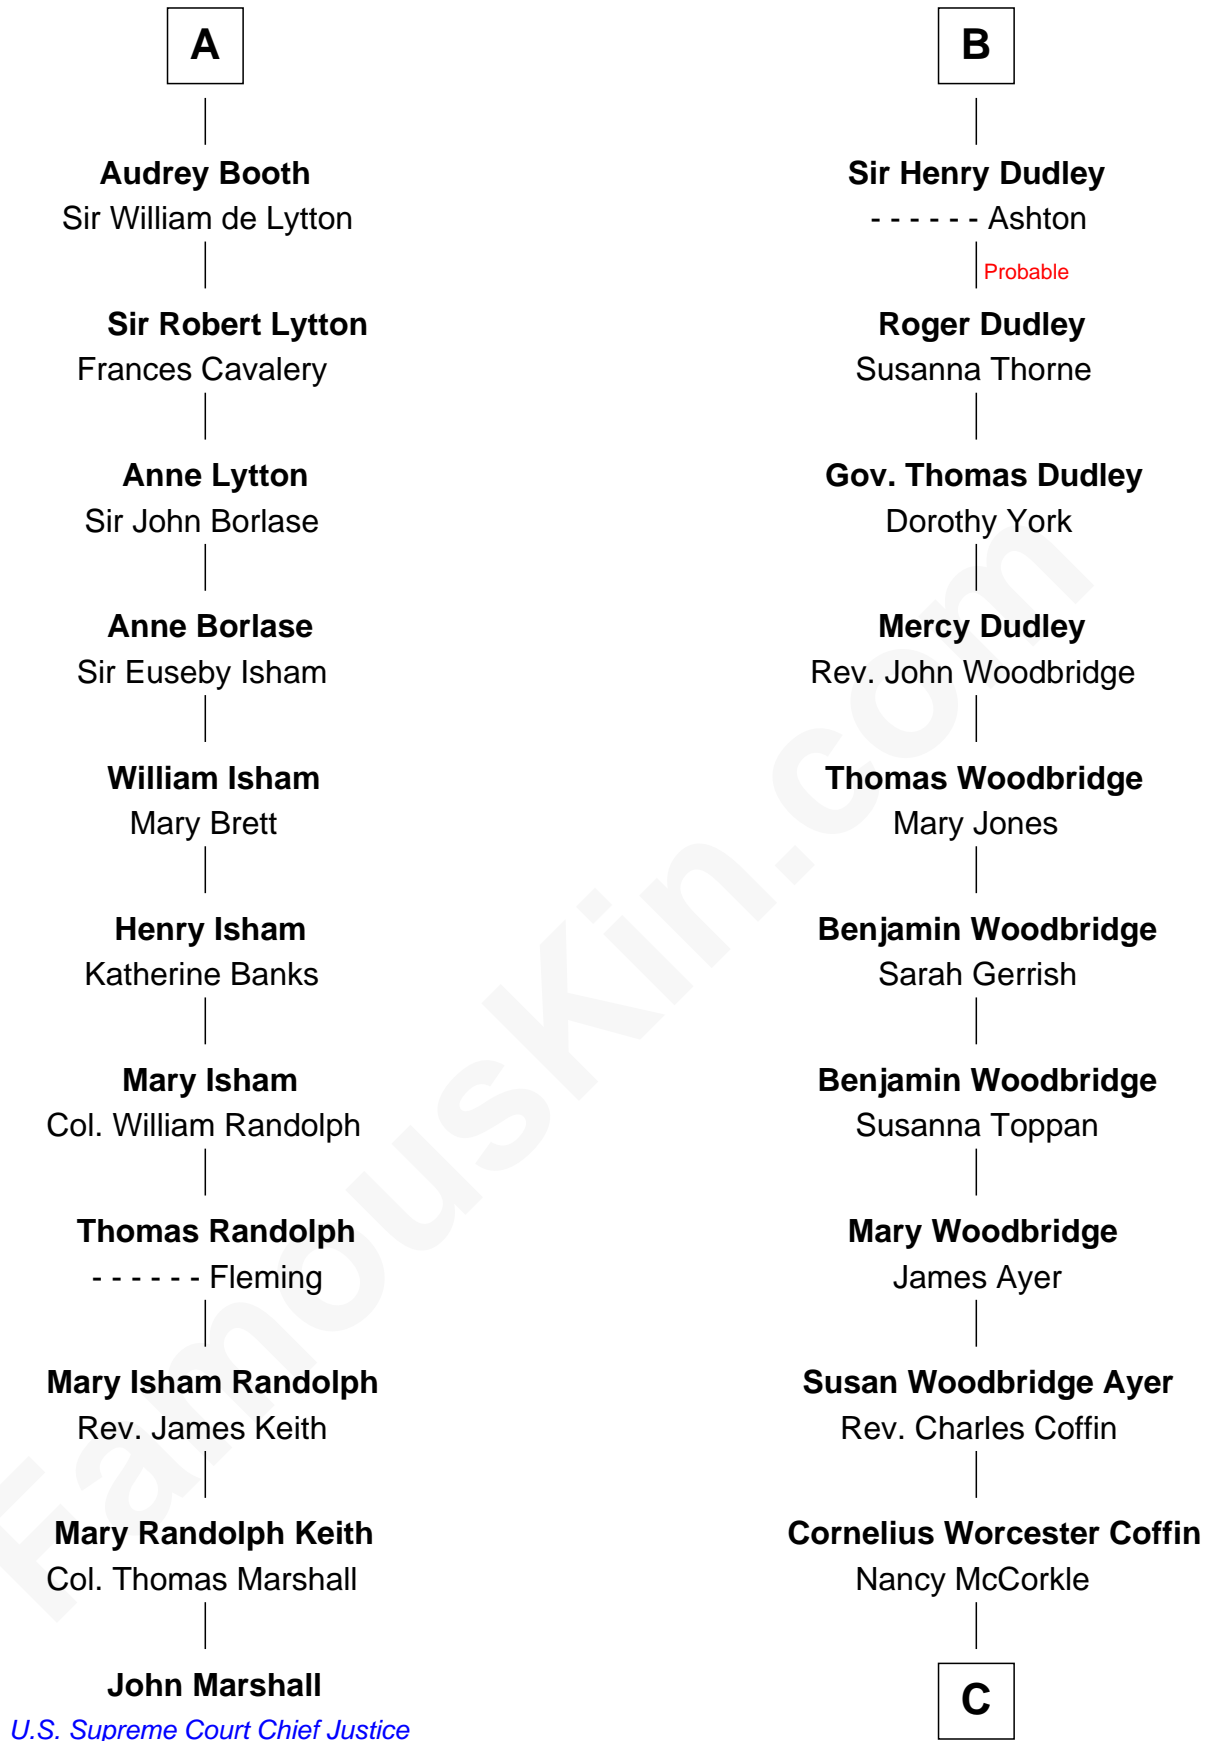 A
Audrey Booth
Sir William de Lytton
Sir Robert Lytton
Frances Cavalery
Anne Lytton
Sir John Borlase
Anne Borlase
Sir Euseby Isham
William Isham
Mary Brett
Henry Isham
Katherine Banks
Mary Isham
Col. William Randolph
Thomas Randolph
- - - - - - Fleming
Mary Isham Randolph
Rev. James Keith
Mary Randolph Keith
Col. Thomas Marshall
John Marshall
U.S. Supreme Court Chief Justice
B
Sir Henry Dudley
- - - - - - Ashton
Probable
Roger Dudley
Susanna Thorne
Gov. Thomas Dudley
Dorothy York
Mercy Dudley
Rev. John Woodbridge
Thomas Woodbridge
Mary Jones
Benjamin Woodbridge
Sarah Gerrish
Benjamin Woodbridge
Susanna Toppan
Mary Woodbridge
James Ayer
Susan Woodbridge Ayer
Rev. Charles Coffin
Cornelius Worcester Coffin
Nancy McCorkle
C
FamousKin.com